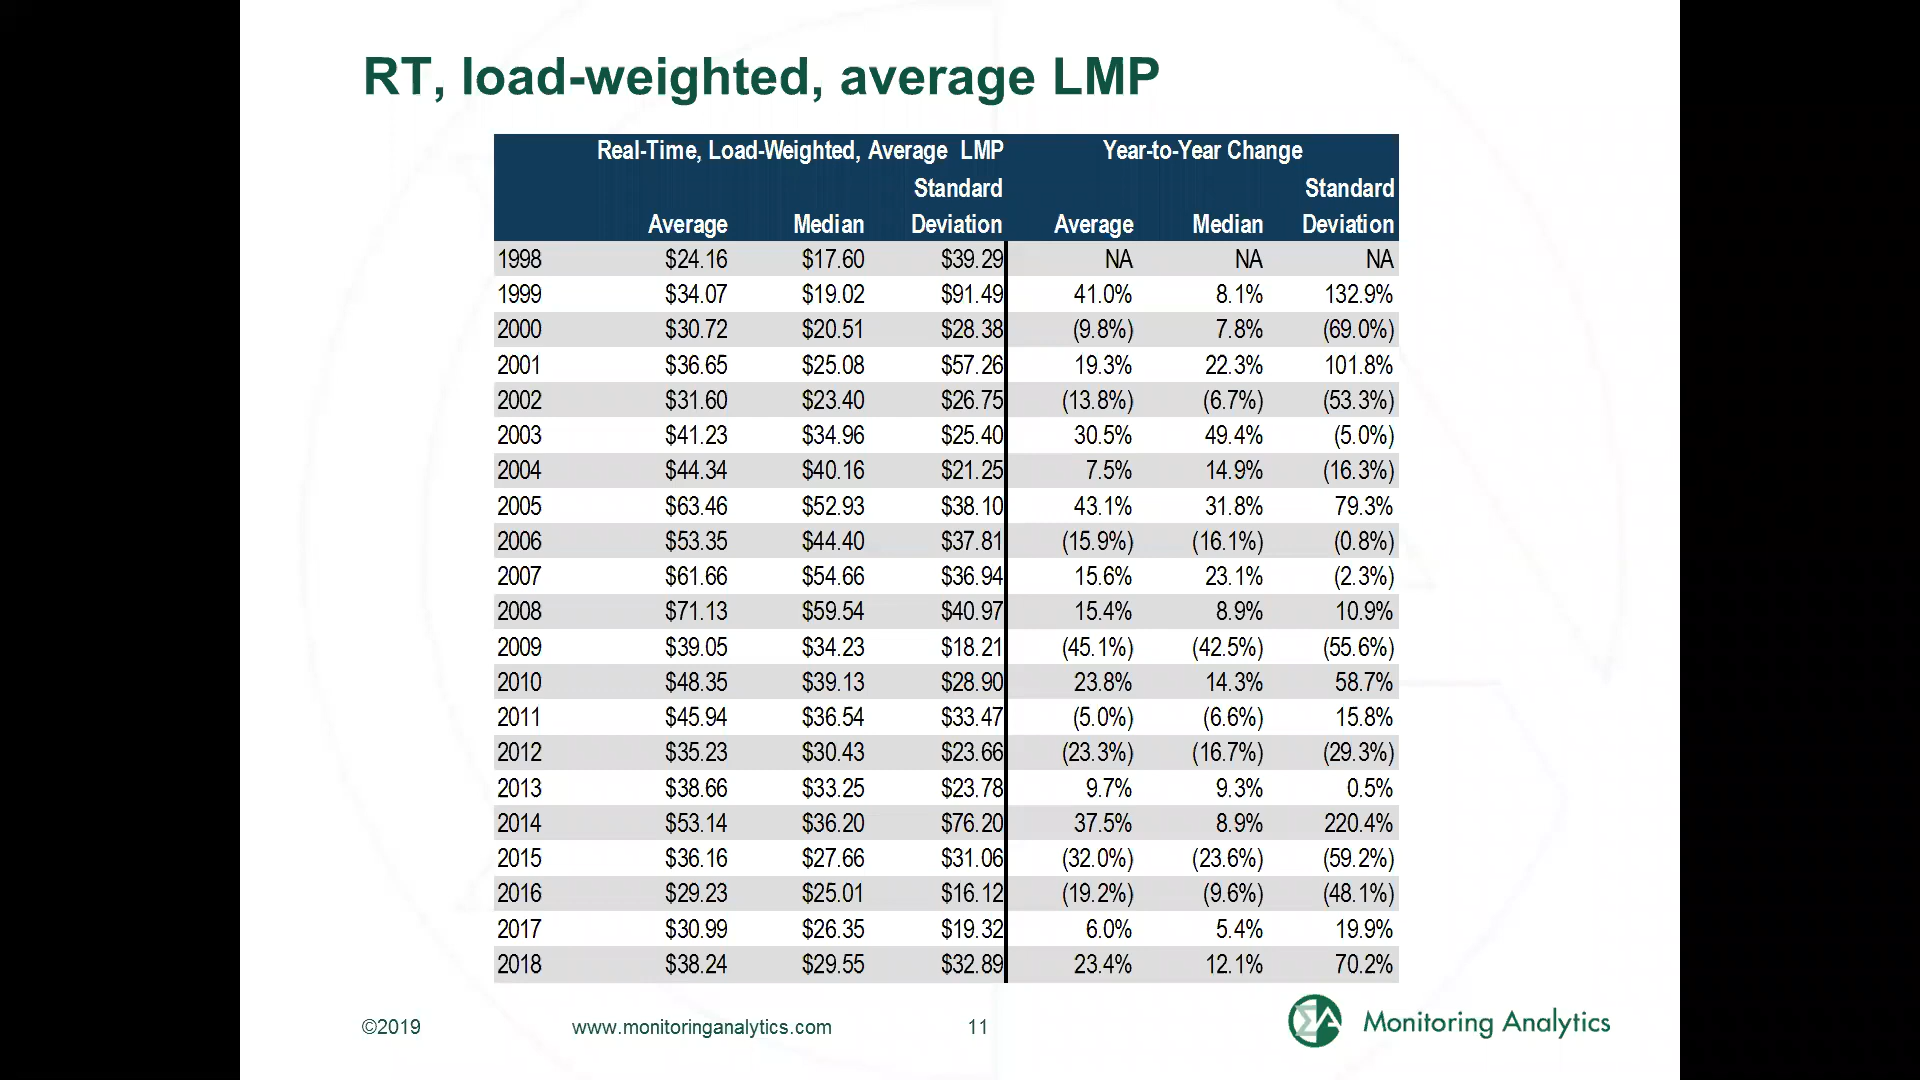 RT, load-weighted, average LMP
Real-Time, Load-Weighted, Average LMP Year-to-Year Change
Standard Standard
Average Median Deviation Average Median Deviation
1998 $24.16 $17.60 $39.29 NA NA NA
1999 $34.07 $19.02 $91.49 41.0% 8.1% 132.9%
2000 $30.72 $20.51 $28.38 (9.8%) 7.8% (69.0%)
2001 $36.65 $25.08 $57.26 19.3% 22.3% 101.8%
2002 $31.60 $23.40 $26.75 (13.8%) (6.7%) (53.3%)
2003 $41.23 $34.96 $25.40 30.5% 49.4% (5.0%)
2004 $44.34 $40.16 $21.25 7.5% 14.9% (16.3%)
2005 $63.46 $52.93 $38.10 43.1% 31.8% 79.3%
2006 $53.35 $44.40 $37.81 (15.9%) (16.1%) (0.8%)
2007 $61.66 $54.66 $36.94 15.6% 23.1% (2.3%)
2008 $71.13 $59.54 $40.97 15.4% 8.9% 10.9%
2009 $39.05 $34.23 $18.21 (45.1%) (42.5%) (55.6%)
2010 $48.35 $39.13 $28.90 23.8% 14.3% 58.7%
2011 $45.94 $36.54 $33.47 (5.0%) (6.6%) 15.8%
2012 $35.23 $30.43 $23.66 (23.3%) (16.7%) (29.3%)
2013 $38.66 $33.25 $23.78 9.7% 9.3% 0.5%
2014 $53.14 $36.20 $76.20 37.5% 8.9% 220.4%
2015 $36.16 $27.66 $31.06 (32.0%) (23.6%) (59.2%)
2016 $29.23 $25.01 $16.12 (19.2%) (9.6%) (48.1%)
2017 $30.99 $26.35 $19.32 6.0% 5.4% 19.9%
2018 $38.24 $29.55 $32.89 23.4% 12.1% 70.2%
©2019 www.monitoringanalytics.com 11 Monitoring Analytics